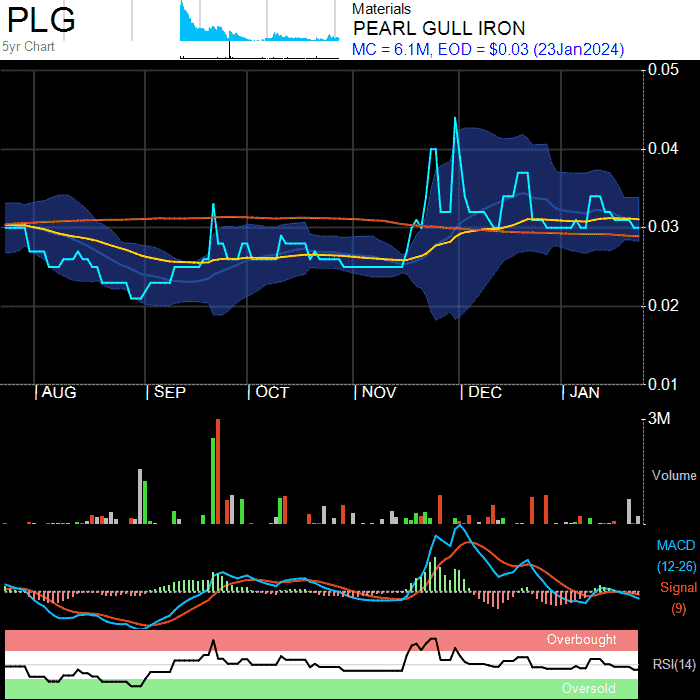 PLG
5yr Chart
Materials
PEARL GULL IRON
MC = 6.1M, EOD = $0.03 (23Jan2024)
0.05
0.04
0.03
0.02
0.01
AUG SEP OCT NOV DEC JAN
3M
Volume
MACD
(12-26)
Signal
(9)
Overbought
RSI(14)
Oversold